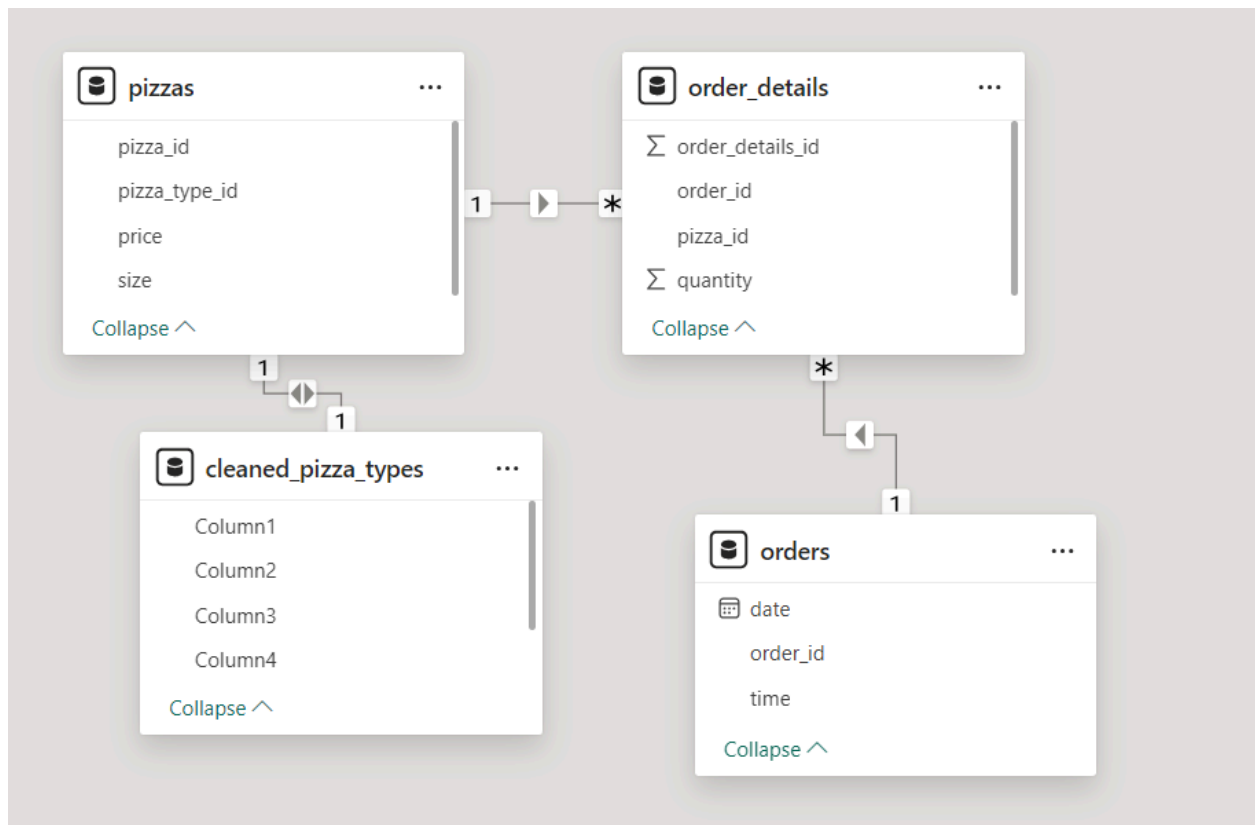 pizzas
pizza_id
pizza_type_id
price
size
Collapse
1
*
order_details
Σ order_details_id
order_id
pizza_id
Σ quantity
Collapse
1
1
cleaned_pizza_types
Column1
Column2
Column3
Column4
Collapse
*
1
orders
date
order_id
time
Collapse